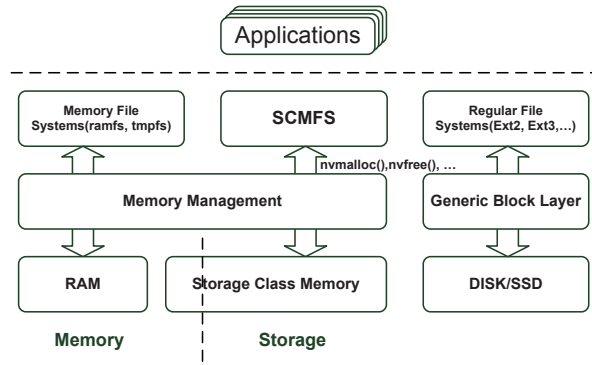 Applications
Memory File
Systems(ramfs, tmpfs)
SCMFS
Regular File
Systems(Ext2, Ext3,...)
nvmalloc(),nvfree(), ...
Memory Management
Generic Block Layer
RAM
Storage Class Memory
DISK/SSD
Memory
Storage